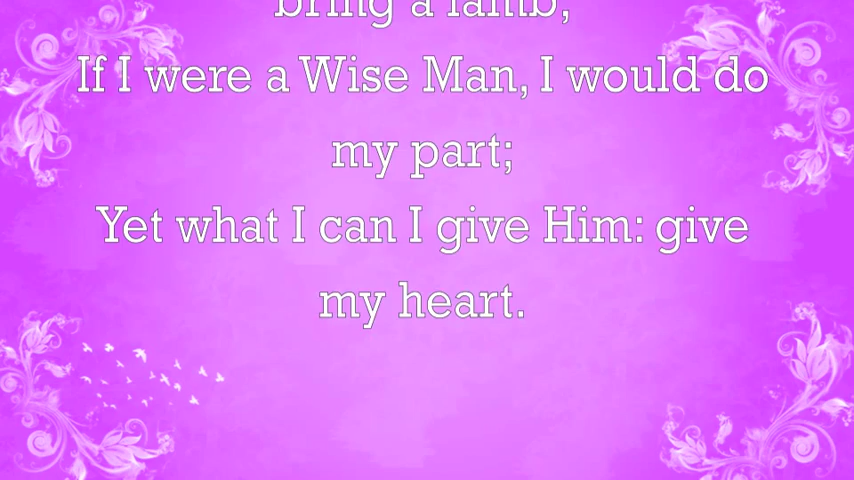 bring a lamb;
If I were a Wise Man, I would do
my part;
Yet what I can I give Him: give
my heart.